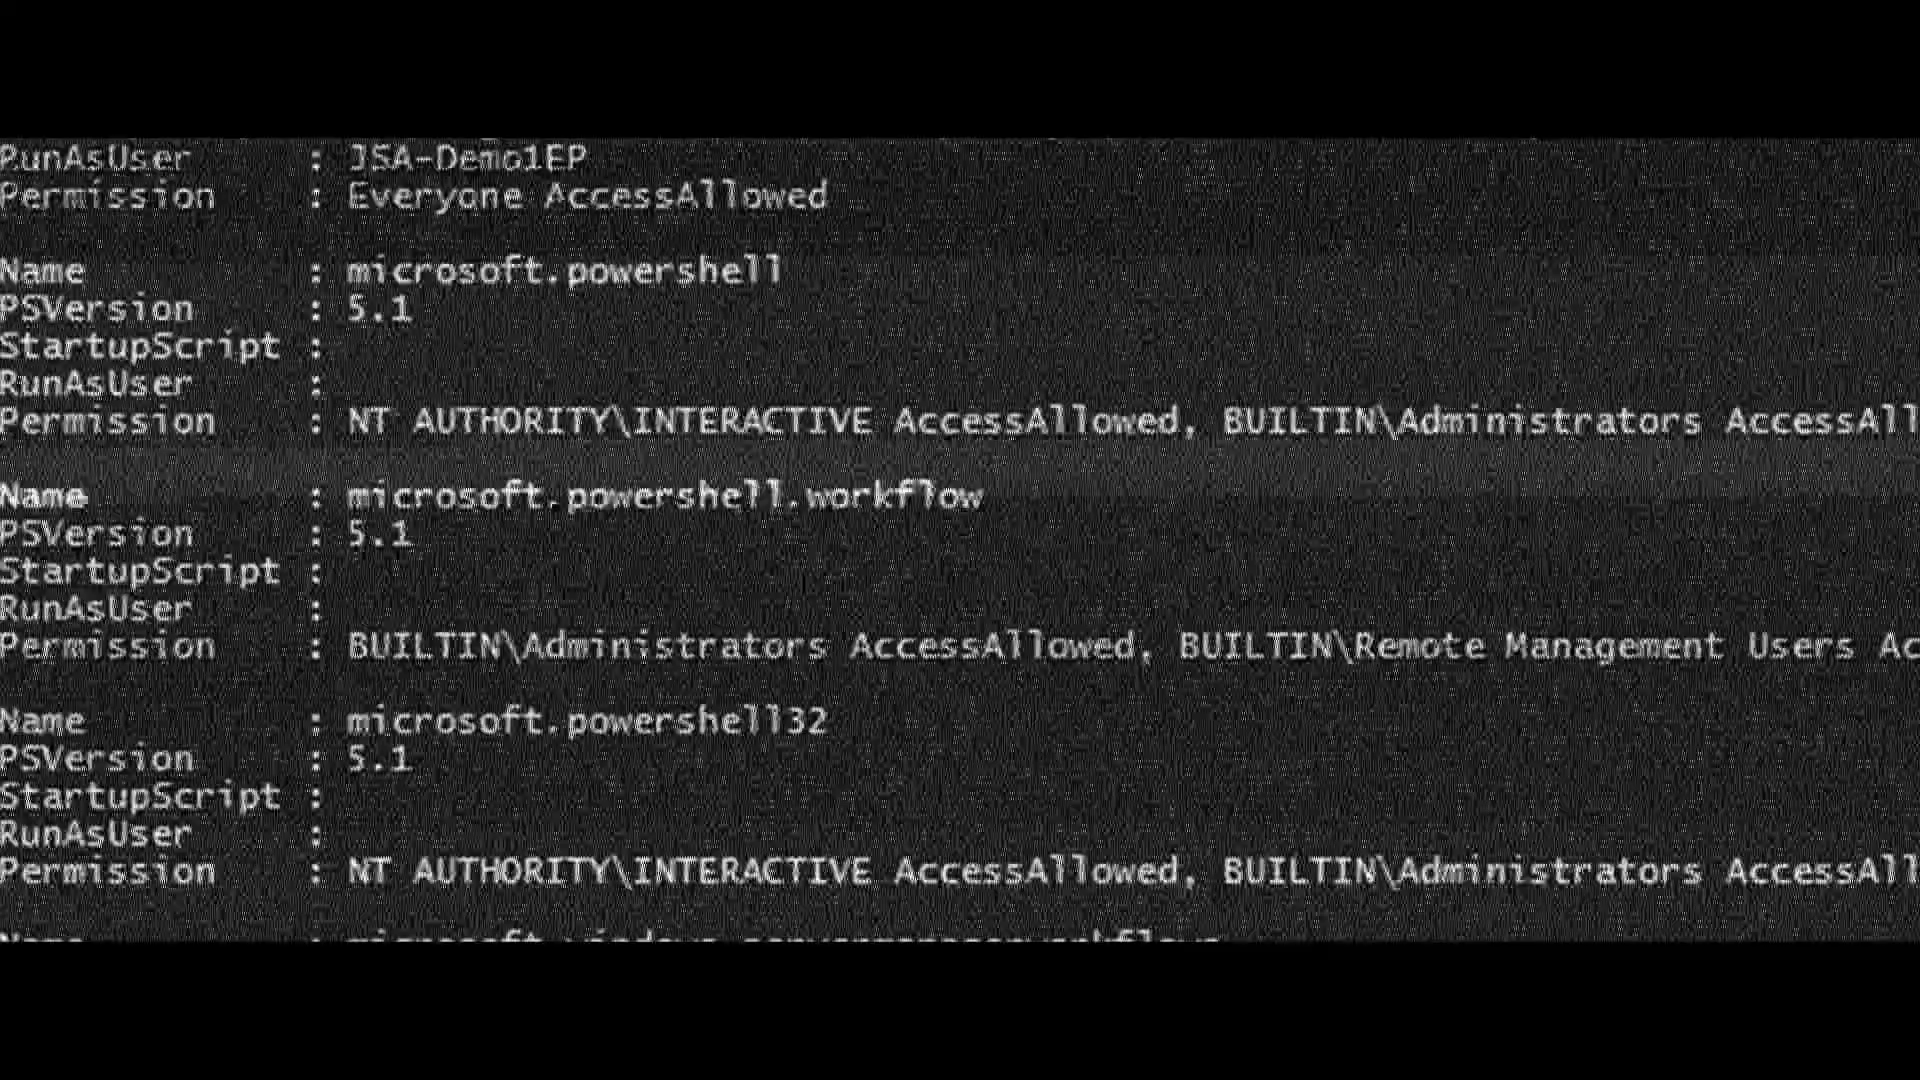 RunAsUser : JSA-Demo1EP
Permission : Everyone AccessAllowed
Name : microsoft.powershell
PSVersion : 5.1
StartupScript :
RunAsUser :
Permission : NT AUTHORITY\INTERACTIVE AccessAllowed, BUILTIN\Administrators AccessAll
Name : microsoft.powershell.workflow
PSVersion : 5.1
StartupScript :
RunAsUser :
Permission : BUILTIN\Administrators AccessAllowed, BUILTIN\Remote Management Users Ac
Name : microsoft.powershell32
PSVersion : 5.1
StartupScript :
RunAsUser :
Permission : NT AUTHORITY\INTERACTIVE AccessAllowed, BUILTIN\Administrators AccessAll